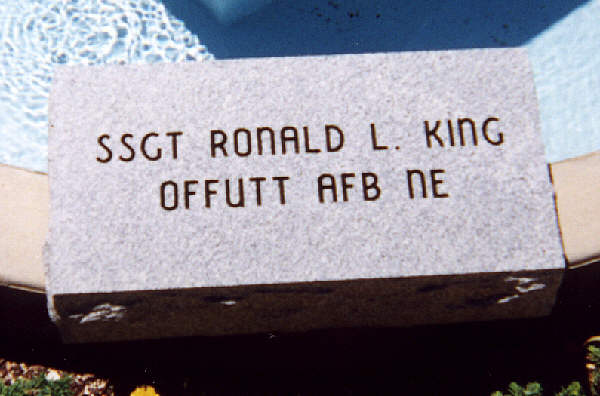 SSGT RONALD L. KING
OFFUTT AFB NE